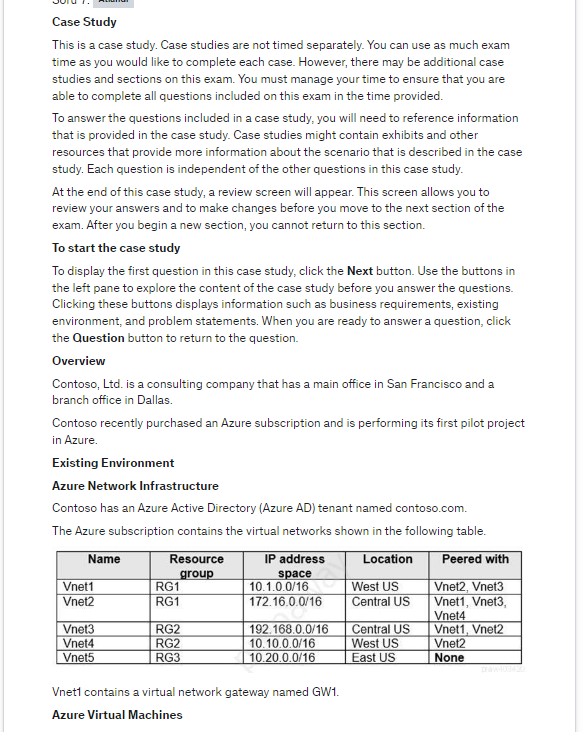 Case Study
This is a case study. Case studies are not timed separately. You can use as much exam
time as you would like to complete each case. However, there may be additional case
studies and sections on this exam. You must manage your time to ensure that you are
able to complete all questions included on this exam in the time provided.
To answer the questions included in a case study, you will need to reference information
that is provided in the case study. Case studies might contain exhibits and other
resources that provide more information about the scenario that is described in the case
study. Each question is independent of the other questions in this case study.
At the end of this case study, a review screen will appear. This screen allows you to
review your answers and to make changes before you move to the next section of the
exam. After you begin a new section, you cannot return to this section.
To start the case study
To display the first question in this case study, click the Next button. Use the buttons in
the left pane to explore the content of the case study before you answer the questions.
Clicking these buttons displays information such as business requirements, existing
environment, and problem statements. When you are ready to answer a question, click
the Question button to return to the question.
Overview
Contoso, Ltd. is a consulting company that has a main office in San Francisco and a
branch office in Dallas.
Contoso recently purchased an Azure subscription and is performing its first pilot project
in Azure.
Existing Environment
Azure Network Infrastructure
Contoso has an Azure Active Directory (Azure AD) tenant named contoso.com.
The Azure subscription contains the virtual networks shown in the following table.
Name Resource group IP address space Location Peered with
Vnet1 RG1 10.1.0.0/16 West US Vnet2, Vnet3
Vnet2 RG1 172.16.0.0/16 Central US Vnet1, Vnet3, Vnet4
Vnet3 RG2 192.168.0.0/16 Central US Vnet1, Vnet2
Vnet4 RG2 10.10.0.0/16 West US Vnet2
Vnet5 RG3 10.20.0.0/16 East US None
Vnet1 contains a virtual network gateway named GW1.
Azure Virtual Machines